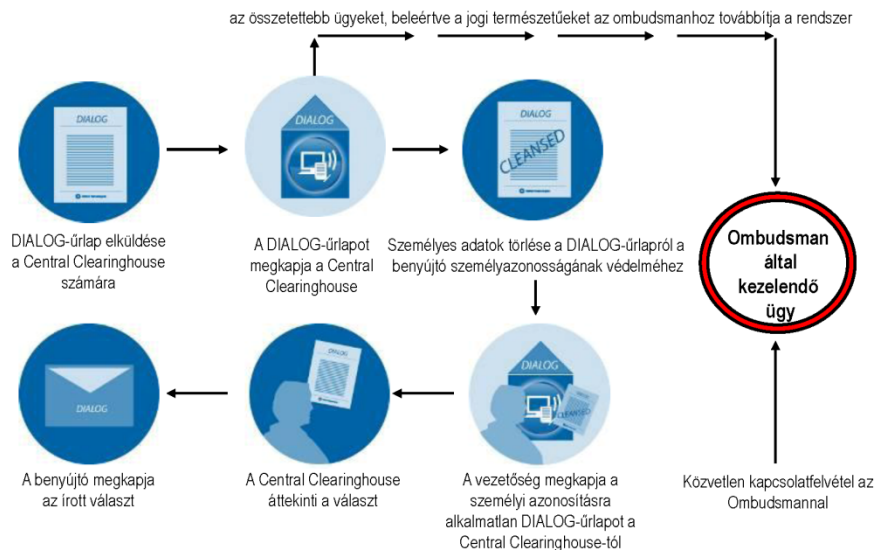 az összetettebb ügyeket, beleértve a jogi természetűeket az ombudsmanhoz továbbítja a rendszer
DIALOG
DIALOG
DIALOG
CLEANSED
DIALOG-űrlap elküldése
a Central Clearinghouse
számára
A DIALOG-űrlapot
megkapja a Central
Clearinghouse
Személyes adatok törlése a DIALOG-űrlapról a
benyújtó személyazonosságának védelméhez
Ombudsman
által
kezelendő
ügy
DIALOG
DIALOG
CLEANSED
A benyújtó megkapja
az írott választ
A Central Clearinghouse
áttekinti a választ
A vezetőség megkapja a
személyi azonosításra
alkalmatlan DIALOG-űrlapot a
Central Clearinghouse-tól
Közvetlen kapcsolatfelvétel az
Ombudsmannal